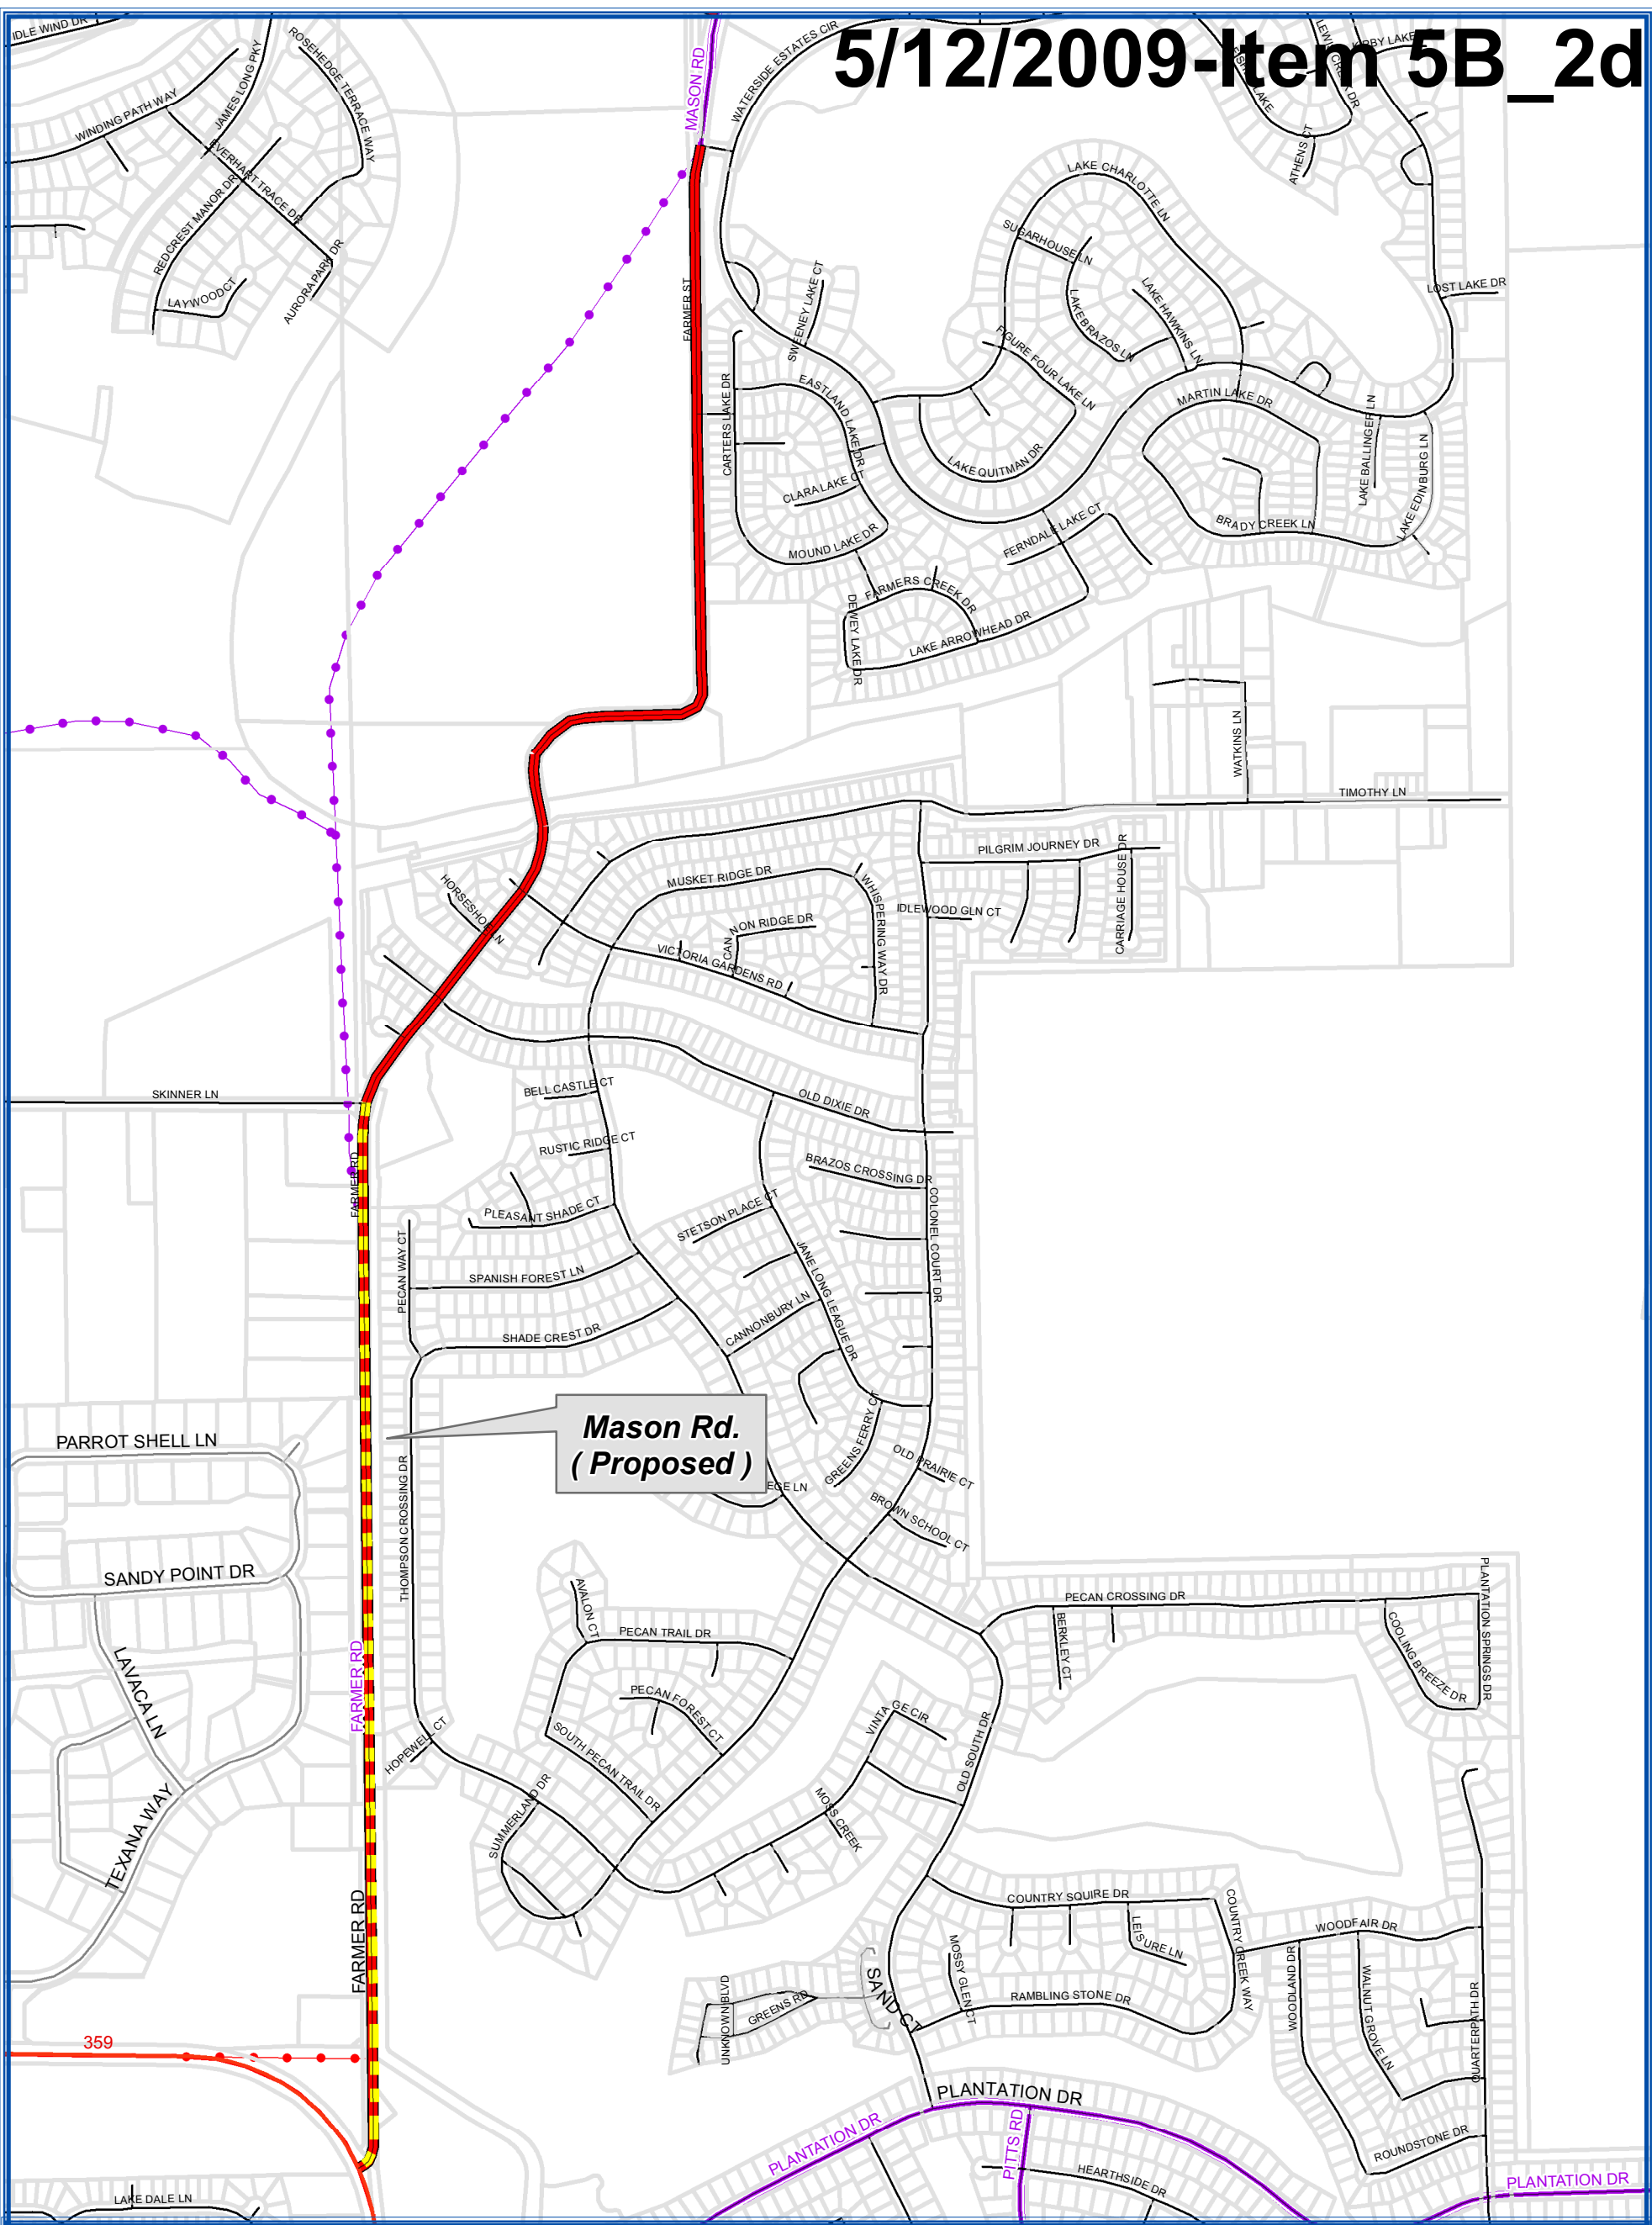 5/12/2009-Item 5B_2d
IDLE WIND DR
WINDING PATH WAY
JAMES LONG PKY
ROSEHEDGE TERRACE WAY
EVERHART TRACE DR
REDCREST MANOR DR
LAYWOOD CT
AURORA PARK DR
MASON RD
WATERSIDE ESTATES CIR
FARMER ST
ATHENS CT
LAKE CHARLOTTE LN
SUGARHOUSE LN
LAKE BRAZOS LN
LAKE HAWKINS LN
FIGURE FOUR LAKE LN
LOST LAKE DR
SWEENEY LAKE CT
EASTLAND LAKE DR
CARTERS LAKE DR
CLARA LAKE CT
MOUND LAKE DR
LAKE QUITMAN DR
MARTIN LAKE DR
LAKE BALLINGER LN
LAKE EDINBURG LN
BRADY CREEK LN
FERNDALE LAKE CT
FARMERS CREEK DR
DEWEY LAKE DR
LAKE ARROWHEAD DR
WATKINS LN
TIMOTHY LN
PILGRIM JOURNEY DR
CARRIAGE HOUSE DR
MUSKET RIDGE DR
WHISPERING WAY DR
IDLEWOOD GLN CT
HORSESHOE LN
CANNON RIDGE DR
VICTORIA GARDENS RD
SKINNER LN
BELL CASTLE CT
OLD DIXIE DR
RUSTIC RIDGE CT
BRAZOS CROSSING DR
FARMER RD
PLEASANT SHADE CT
STETSON PLACE CT
COLONEL COURT DR
PECAN WAY CT
SPANISH FOREST LN
JANE LONG LEAGUE DR
CANNONBURY LN
SHADE CREST DR
Mason Rd.
( Proposed )
EGE LN
GREENS FERRY CT
OLD PRAIRIE CT
BROWN SCHOOL CT
PARROT SHELL LN
THOMPSON CROSSING DR
SANDY POINT DR
AVALON CT
PECAN TRAIL DR
PECAN CROSSING DR
BERKLEY CT
COOLING BREEZE DR
PLANTATION SPRINGS DR
LAVACA LN
FARMER RD
PECAN FOREST CT
VINTAGE CIR
HOPEWELL CT
SOUTH PECAN TRAIL DR
OLD SOUTH DR
SUMMERLAND DR
MOSS CREEK
TEXANA WAY
FARMER RD
COUNTRY SQUIRE DR
LEISURE LN
COUNTRY CREEK WAY
WOODFAIR DR
WOODLAND DR
WALNUT GROVE LN
MOSSY GLEN CT
SAND CT
RAMBLING STONE DR
UNKNOWN BLVD
GREENS RD
QUARTERPATH DR
359
PLANTATION DR
PLANTATION DR
PITTS RD
HEARTHSIDE DR
ROUNDSTONE DR
PLANTATION DR
LAKE DALE LN